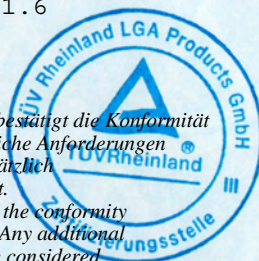 1.6
TÜV Rheinland LGA Products GmbH
bestätigt die Konformität
liche Anforderungen
TÜVRheinland
®
ätzlich
t.
III
the conformity
Any additional
Zertifizierungsstelle
considered